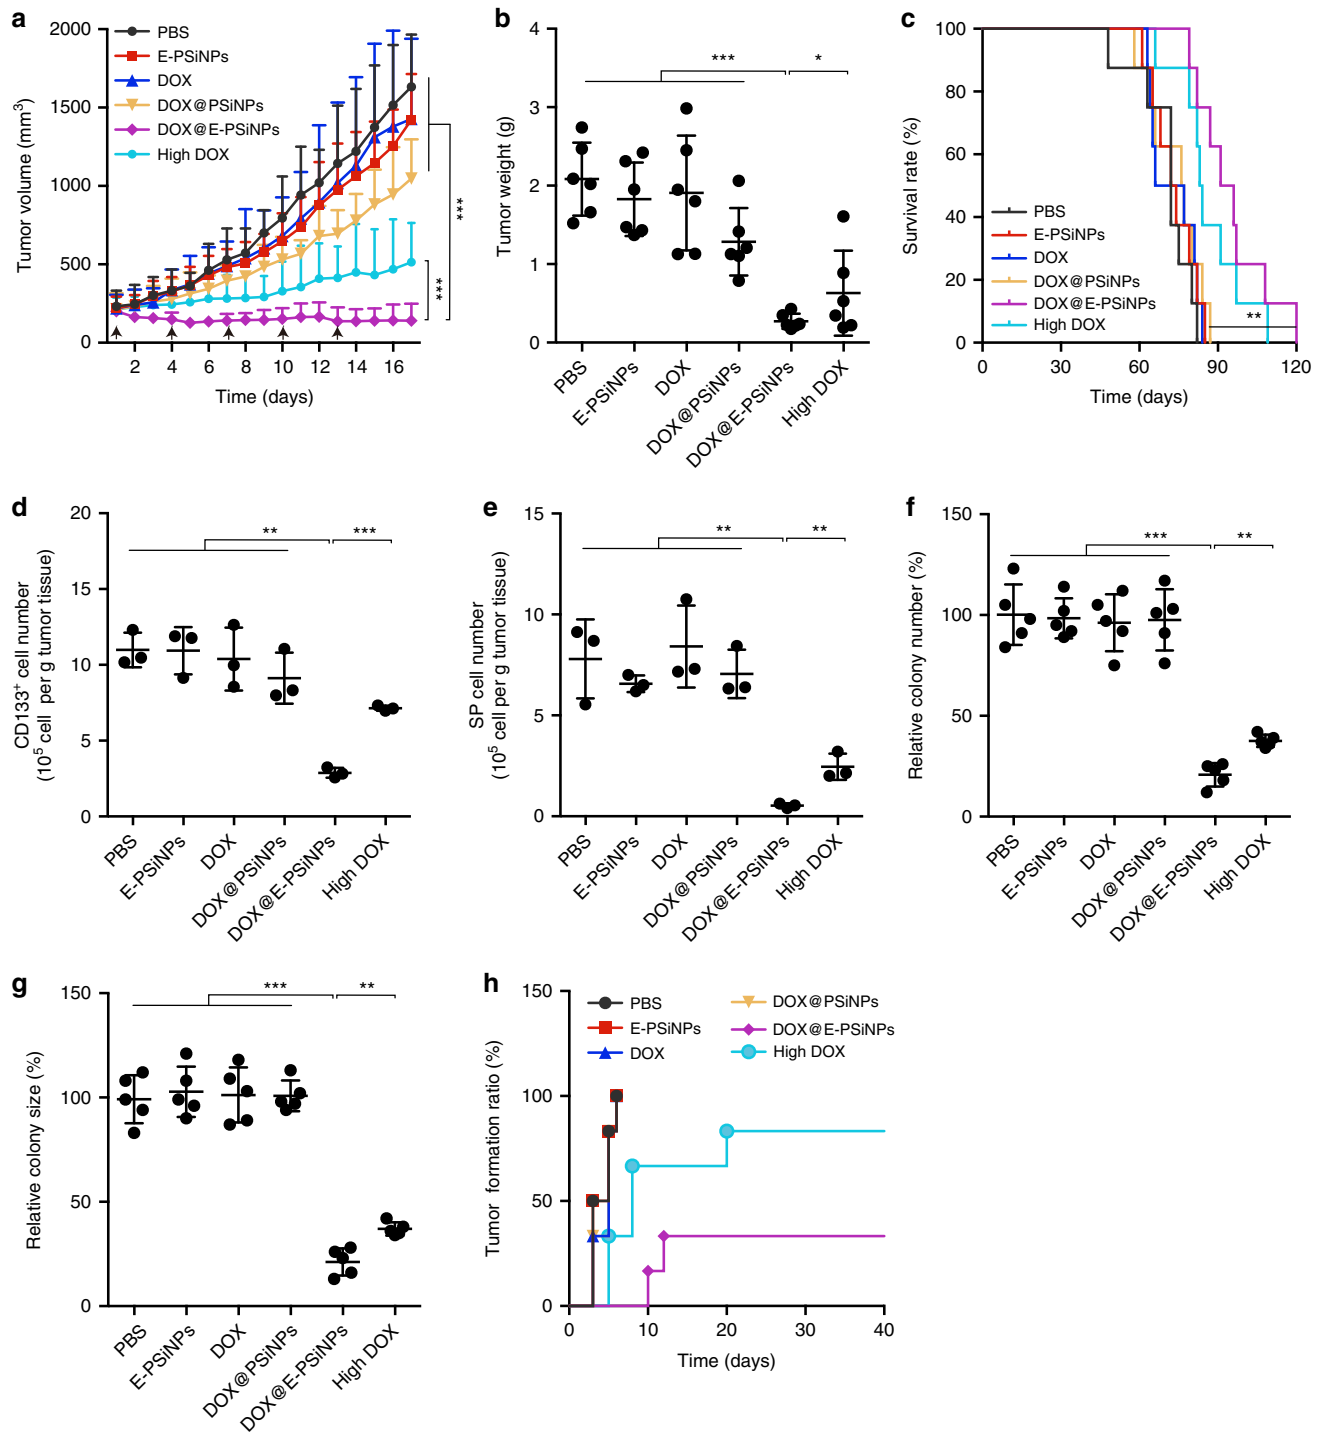 a
Tumor volume (mm³)
2000
1500
1000
500
0
PBS
E-PSiNPs
DOX
DOX@PSiNPs
DOX@E-PSiNPs
High DOX
***
***
2 4 6 8 10 12 14 16
Time (days)
b
Tumor weight (g)
4
3
2
1
0
*** *
PBS
E-PSiNPs
DOX
DOX@PSiNPs
DOX@E-PSiNPs
High DOX
c
Survival rate (%)
100
80
60
40
20
0
PBS
E-PSiNPs
DOX
DOX@PSiNPs
DOX@E-PSiNPs
High DOX
**
0 30 60 90 120
Time (days)
d
CD133⁺ cell number
(10⁵ cell per g tumor tissue)
20
15
10
5
0
** ***
PBS
E-PSiNPs
DOX
DOX@PSiNPs
DOX@E-PSiNPs
High DOX
e
SP cell number
(10⁵ cell per g tumor tissue)
15
10
5
0
** **
PBS
E-PSiNPs
DOX
DOX@PSiNPs
DOX@E-PSiNPs
High DOX
f
Relative colony number (%)
150
100
50
0
*** **
PBS
E-PSiNPs
DOX
DOX@PSiNPs
DOX@E-PSiNPs
High DOX
g
Relative colony size (%)
150
100
50
0
*** **
PBS
E-PSiNPs
DOX
DOX@PSiNPs
DOX@E-PSiNPs
High DOX
h
Tumor formation ratio (%)
150
100
50
0
PBS
E-PSiNPs
DOX
DOX@PSiNPs
DOX@E-PSiNPs
High DOX
0 10 20 30 40
Time (days)